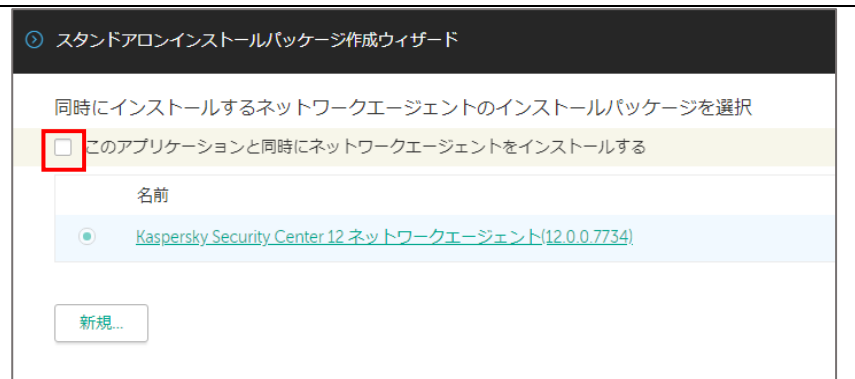 スタンドアロンインストールパッケージ作成ウィザード
同時にインストールするネットワークエージェントのインストールパッケージを選択
このアプリケーションと同時にネットワークエージェントをインストールする
名前
Kaspersky Security Center 12 ネットワークエージェント(12.0.0.7734)
新規...